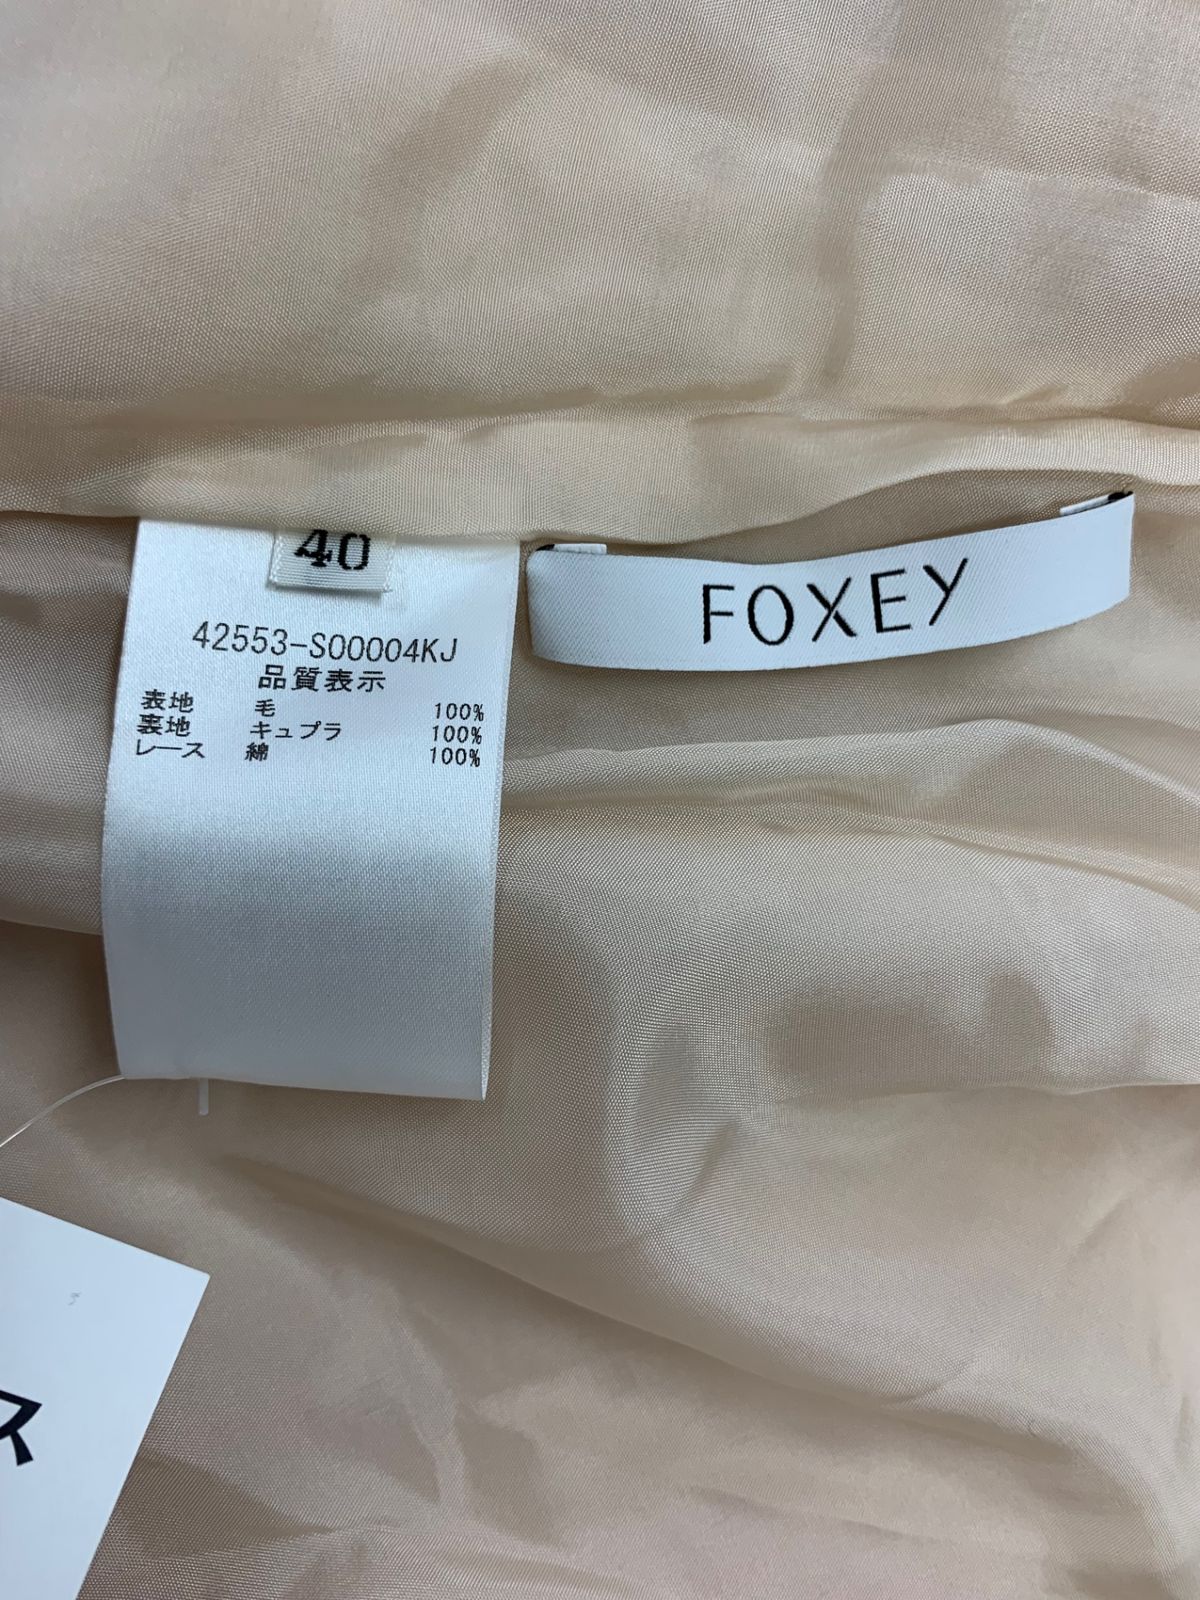 40
FOXEY
42553-S00004KJ
品質表示
表地 毛 100%
裏地 キュプラ 100%
レース 綿 100%
ス